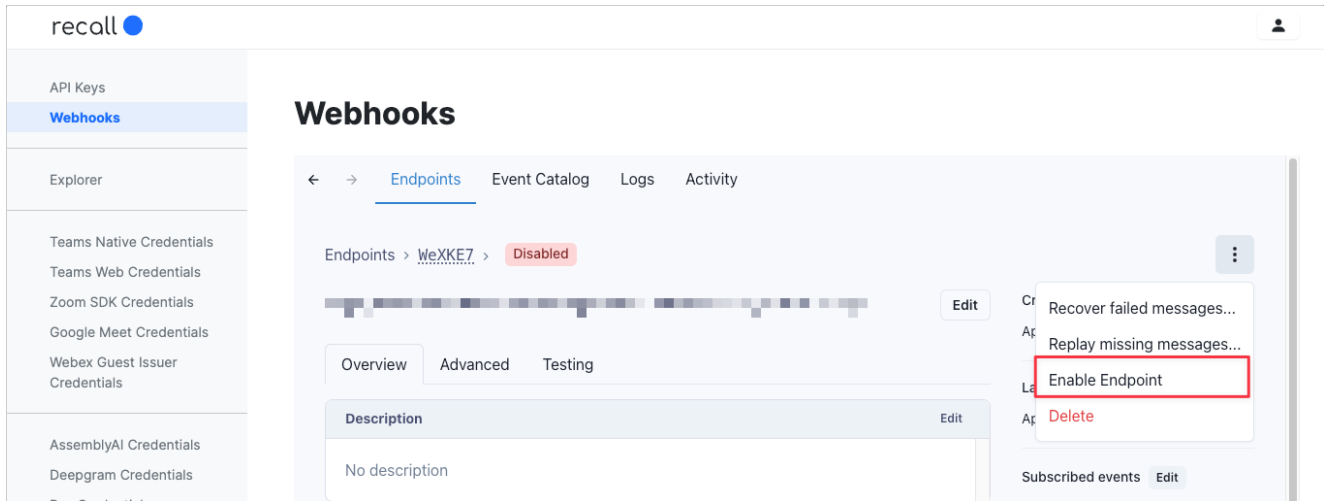 recall
API Keys
Webhooks
Explorer
Teams Native Credentials
Teams Web Credentials
Zoom SDK Credentials
Google Meet Credentials
Webex Guest Issuer
Credentials
AssemblyAI Credentials
Deepgram Credentials
Webhooks
← → Endpoints Event Catalog Logs Activity
Endpoints > WeXKE7 > Disabled
Edit
Recover failed messages...
Replay missing messages...
Enable Endpoint
Delete
Overview Advanced Testing
Description Edit
No description
Subscribed events Edit